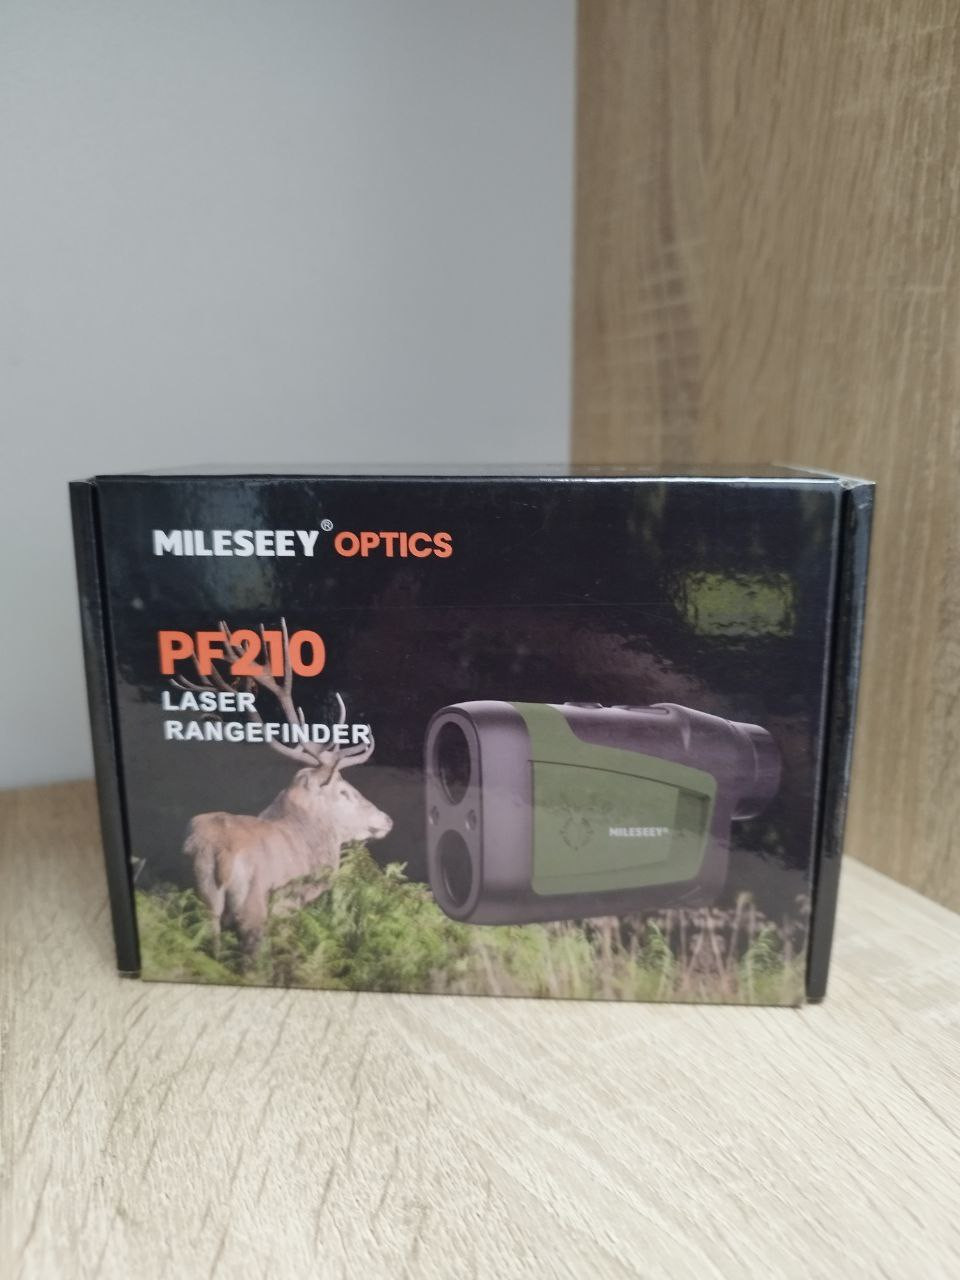 MILESEEY® OPTICS
PF210
LASER
RANGEFINDER
MILESEEY®